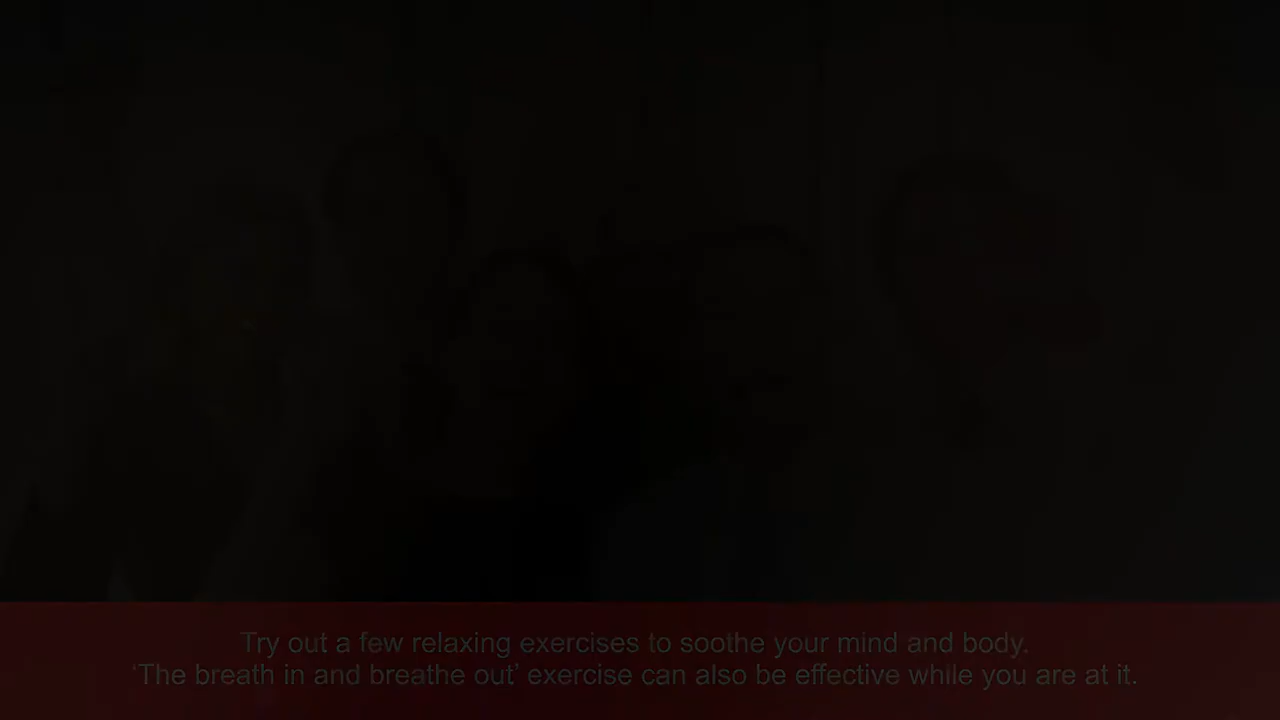 Try out a few relaxing exercises to soothe your mind and body.
‘The breath in and breathe out’ exercise can also be effective while you are at it.